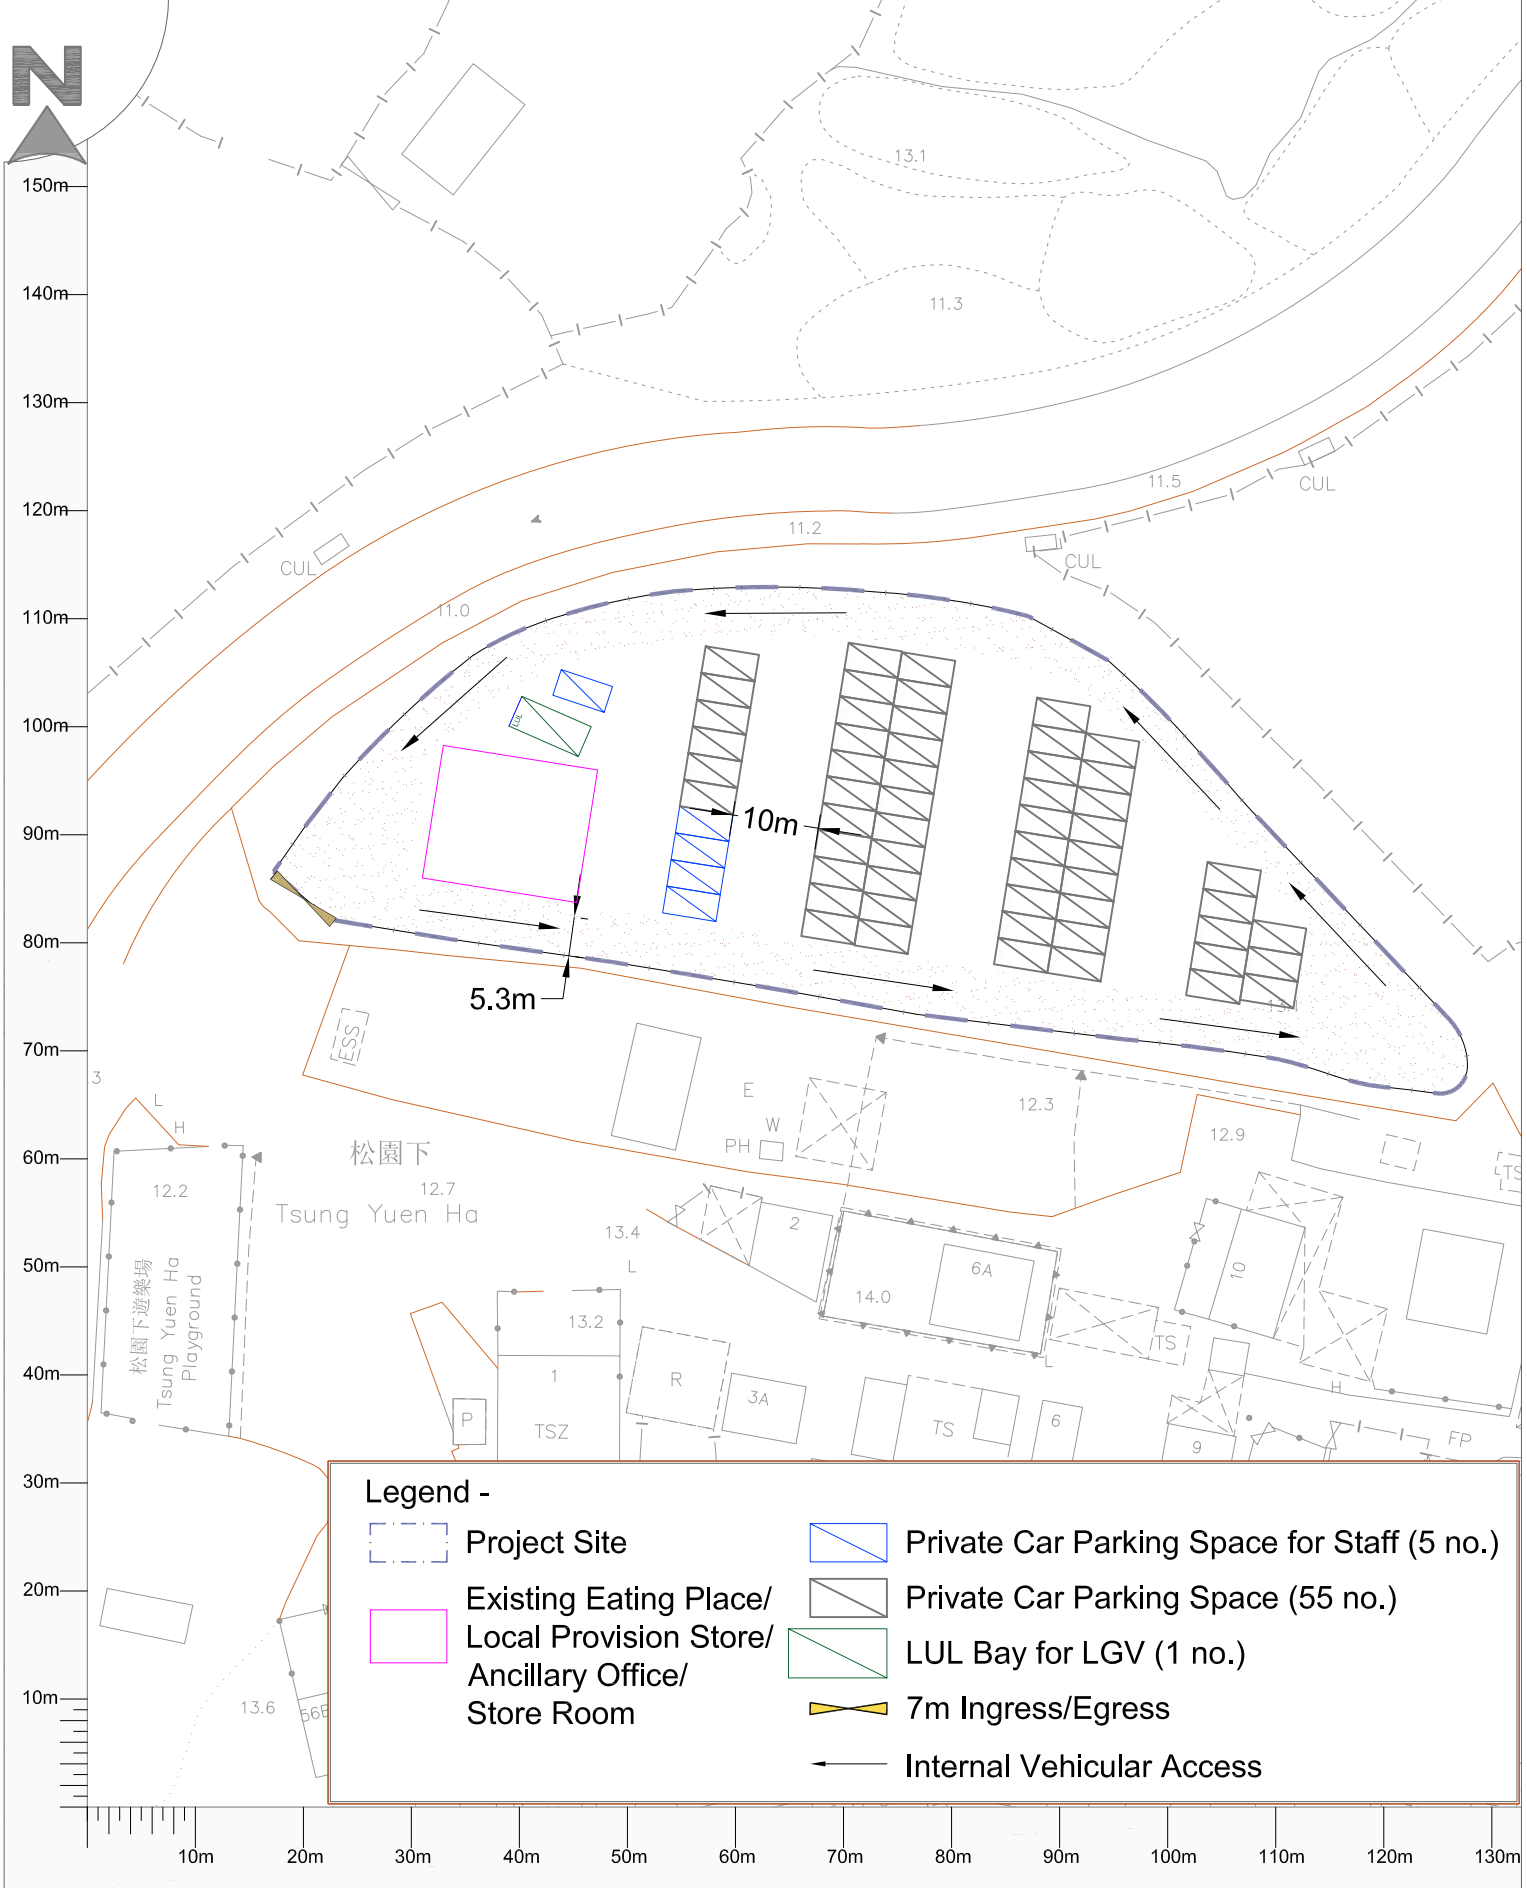 N
150m
140m
130m
120m
110m
100m
90m
80m
70m
60m
50m
40m
30m
20m
10m
13.1
11.3
11.5
CUL
11.2
CUL
CUL
11.0
LUL
10m
5.3m
ESS
E
W
PH
12.3
12.9
TS
L
H
12.2
松園下
12.7
Tsung Yuen Ha
松園下遊樂場
Tsung Yuen Ha
Playground
13.4
L
2
6A
14.0
10
13.2
TS
L
H
1
R
3A
P
TSZ
TS
6
9
FP
13.6
Legend -
Project Site
Existing Eating Place/
Local Provision Store/
Ancillary Office/
Store Room
Private Car Parking Space for Staff (5 no.)
Private Car Parking Space (55 no.)
LUL Bay for LGV (1 no.)
7m Ingress/Egress
Internal Vehicular Access
10m
20m
30m
40m
50m
60m
70m
80m
90m
100m
110m
120m
130m